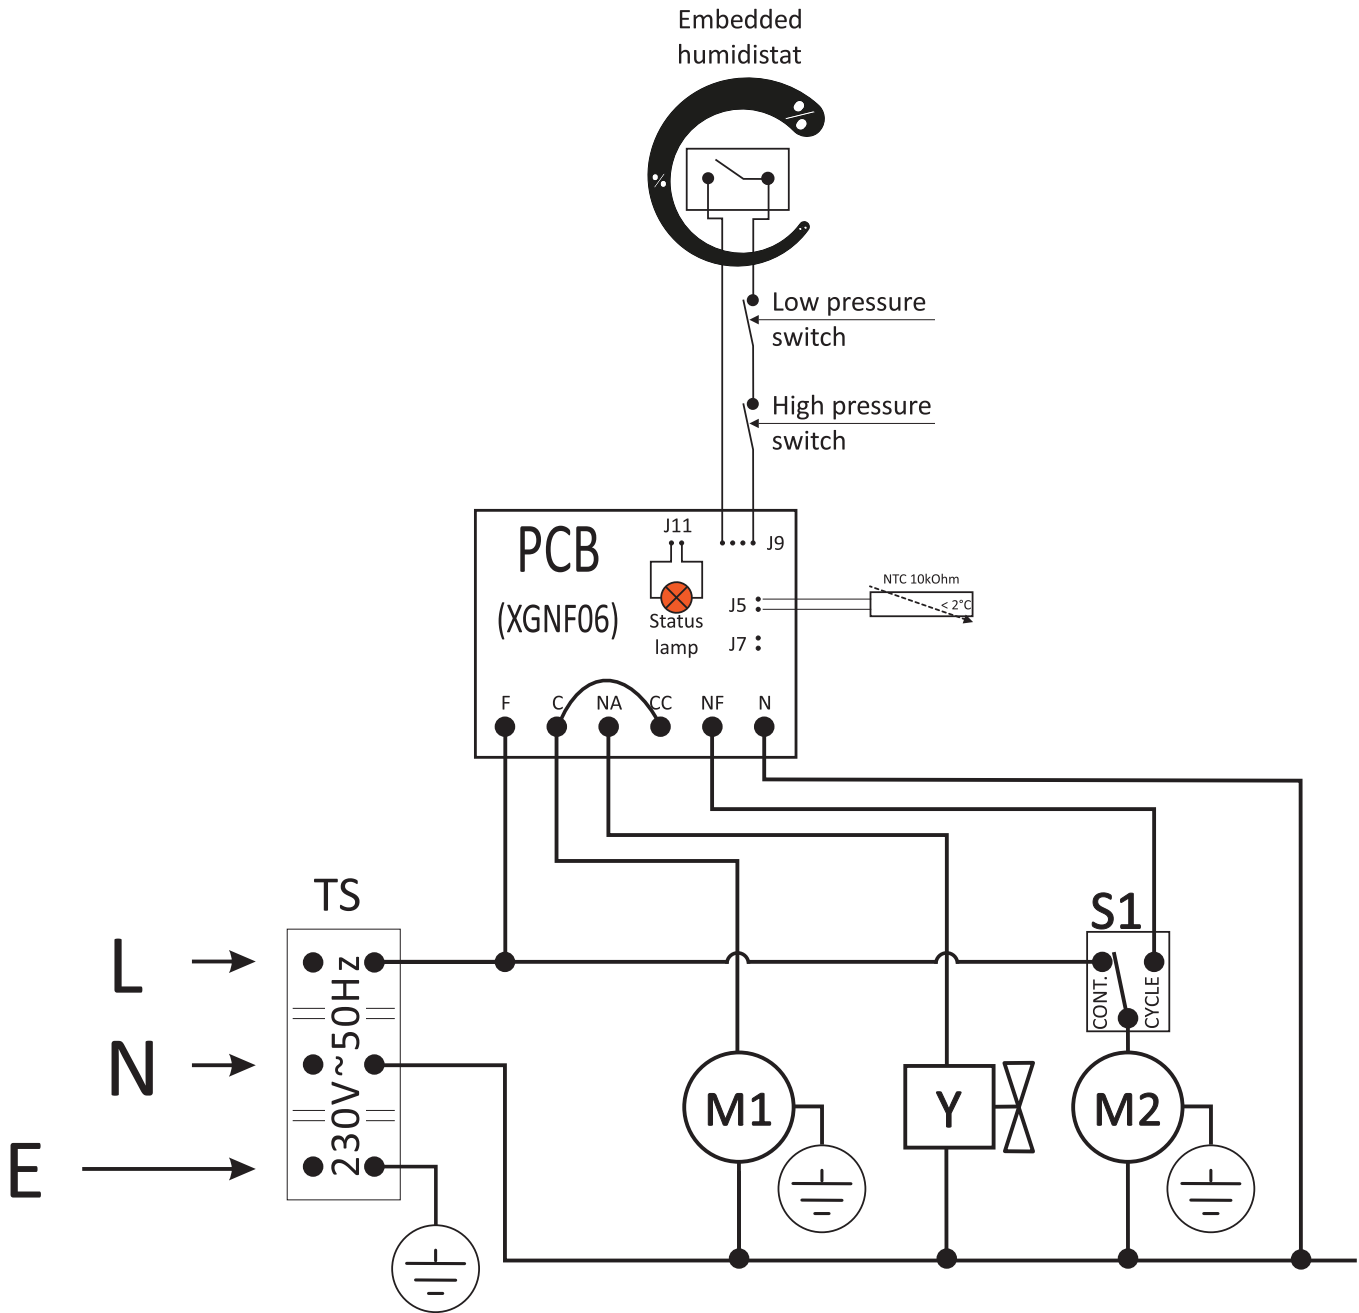 Embedded
humidistat
Low pressure
switch
High pressure
switch
PCB
(XGNF06)
J11
J9
Status
lamp
J5
J7
NTC 10kOhm
< 2°C
F C NA CC NF N
TS
L
N
E
230V~50Hz
S1
CONT.
CYCLE
M1
Y
M2